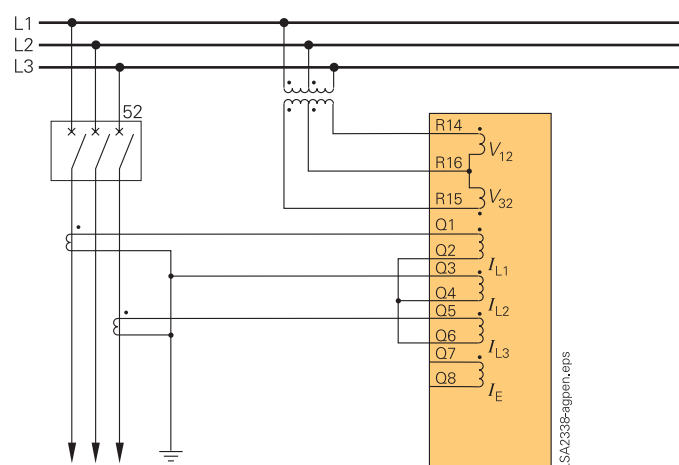 L1
L2
L3
52
R14
V12
R16
R15
V32
Q1
Q2
IL1
Q3
Q4
IL2
Q5
Q6
IL3
Q7
Q8
IE
LSA2338-agpen.eps